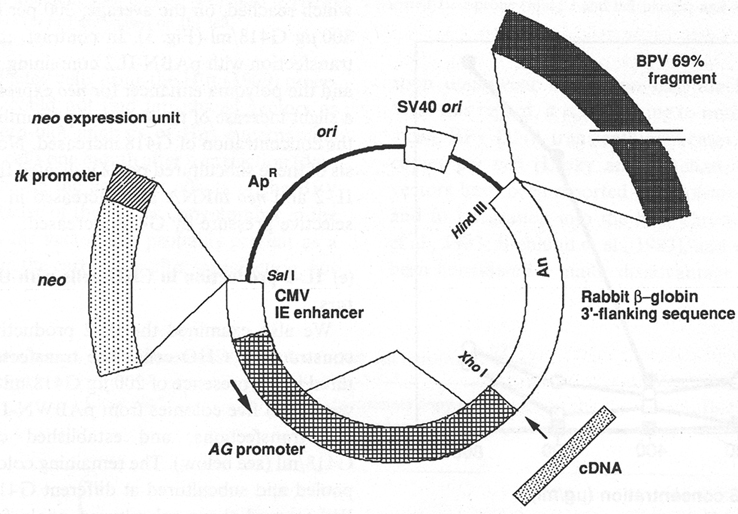 BPV 69%
fragment
SV40 ori
neo expression unit
ori
tk promoter
Ap^R
Hind III
An
neo
Sal I
CMV
IE enhancer
Rabbit β–globin
3'-flanking sequence
Xho I
AG promoter
cDNA